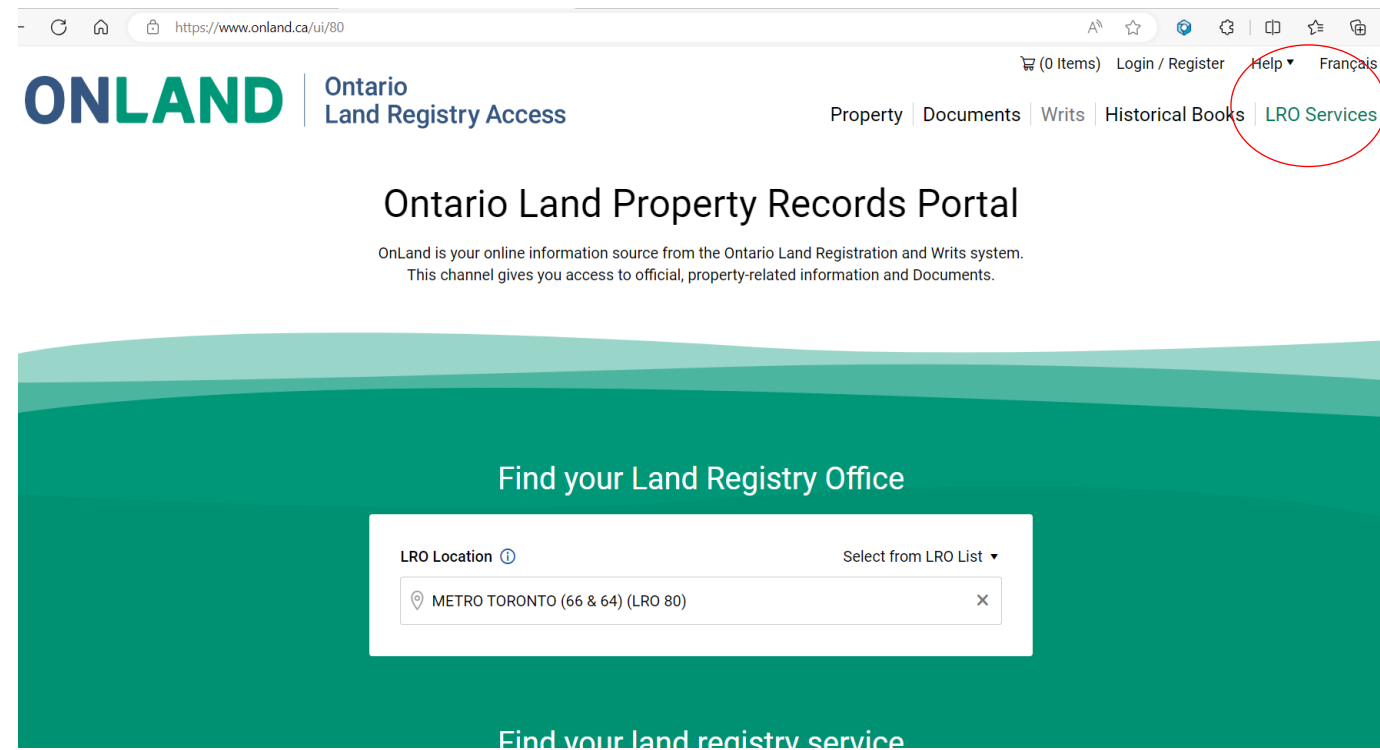 https://www.onland.ca/ui/80
(0 Items) Login / Register Help Français
ONLAND Ontario
Land Registry Access
Property Documents Writs Historical Books LRO Services
Ontario Land Property Records Portal
OnLand is your online information source from the Ontario Land Registration and Writs system.
This channel gives you access to official, property-related information and Documents.
Find your Land Registry Office
LRO Location Select from LRO List
METRO TORONTO (66 & 64) (LRO 80)
Find your land registry service